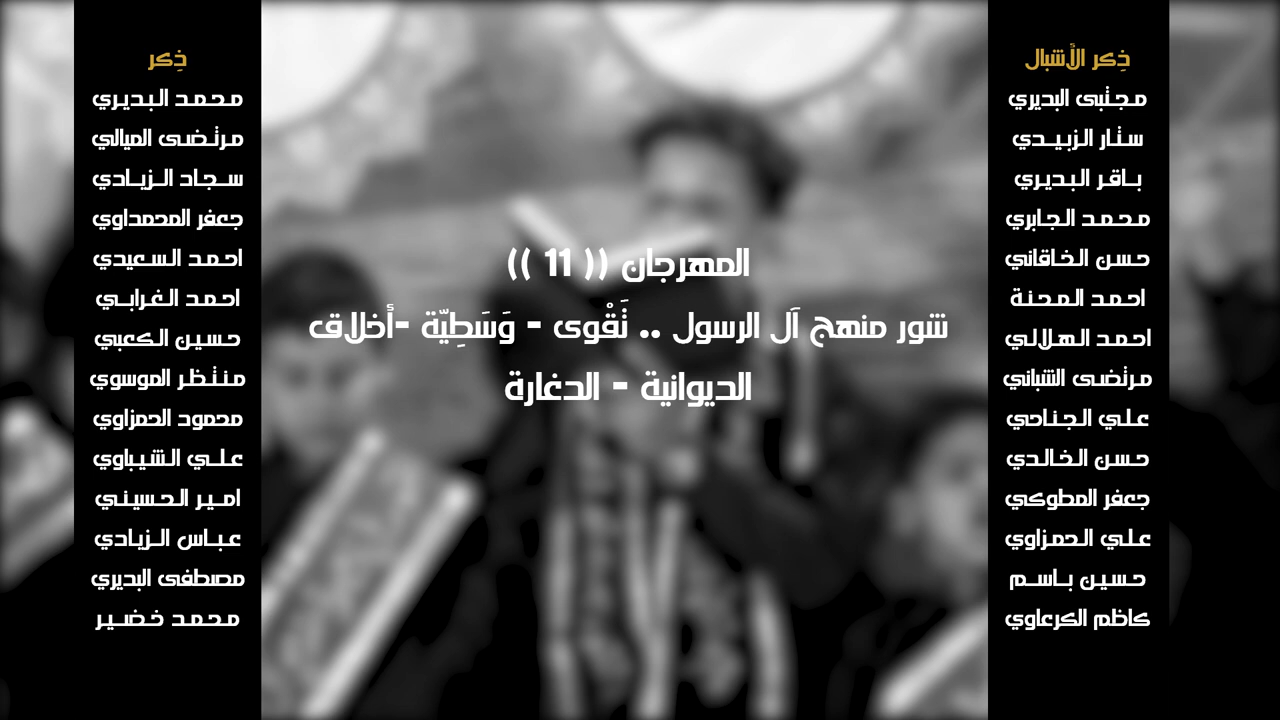 ذِكر الأشبال
مجتبى البديري
ستار الزبيدي
باقر البديري
محمد الجابري
حسن الخاقاني
احمد المحنة
احمد الهلالي
مرتضى الشباني
علي الجناحي
حسن الخالدي
جعفر المطوكي
علي الحمزاوي
حسين باسم
كاظم الكرعاوي
المهرجان (( 11 ))
شور منهج آل الرسول .. تَقْوى - وَسَطِيّة -أخلاق
الديوانية - الدغارة
ذِكر
محمد البديري
مرتضى الميالي
سجاد الزيادي
جعفر المحمداوي
احمد السعيدي
احمد الغرابي
حسين الكعبي
منتظر الموسوي
محمود الحمزاوي
علي الشيباوي
امير الحسيني
عباس الزيادي
مصطفى البديري
محمد خضير